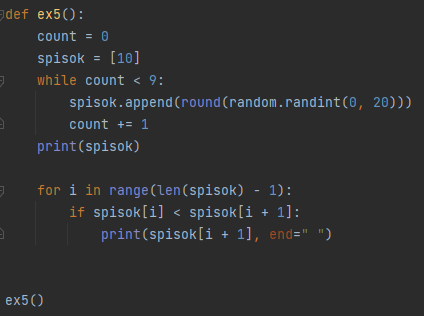 def ex5():
    count = 0
    spisok = [10]
    while count < 9:
        spisok.append(round(random.randint(0, 20)))
        count += 1
    print(spisok)

    for i in range(len(spisok) - 1):
        if spisok[i] < spisok[i + 1]:
            print(spisok[i + 1], end=" ")


ex5()